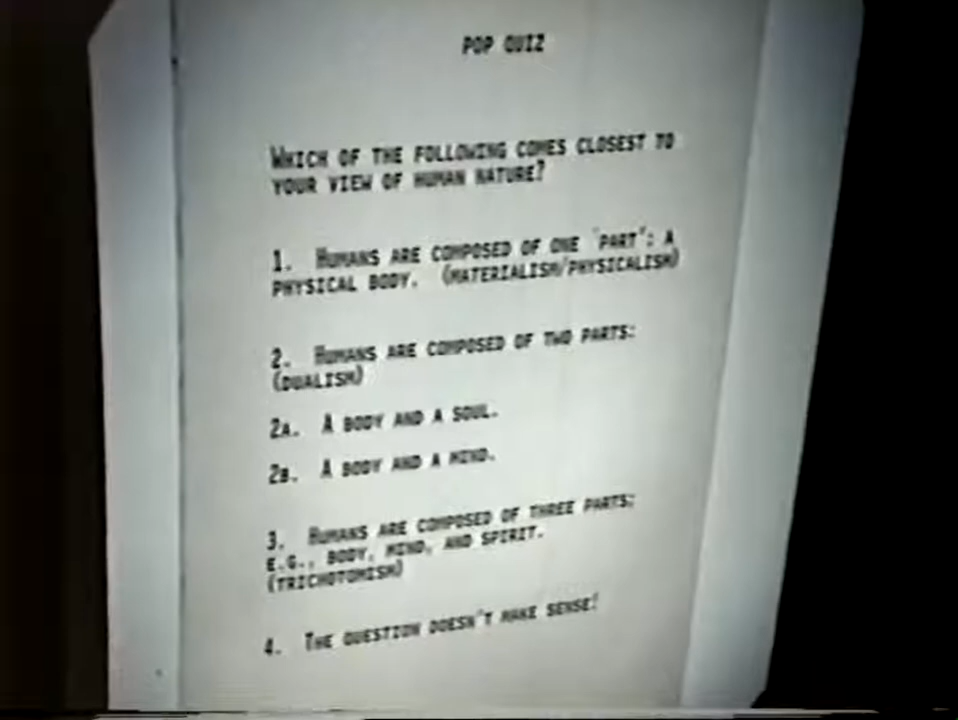 POP QUIZ
WHICH OF THE FOLLOWING COMES CLOSEST TO
YOUR VIEW OF HUMAN NATURE?
1. HUMANS ARE COMPOSED OF ONE "PART": A
PHYSICAL BODY. (MATERIALISM/PHYSICALISM)
2. HUMANS ARE COMPOSED OF TWO PARTS:
(DUALISM)
2A. A BODY AND A SOUL.
2B. A BODY AND A MIND.
3. HUMANS ARE COMPOSED OF THREE PARTS:
E.G., BODY, MIND, AND SPIRIT.
(TRICHOTOMISM)
4. THE QUESTION DOESN'T MAKE SENSE!